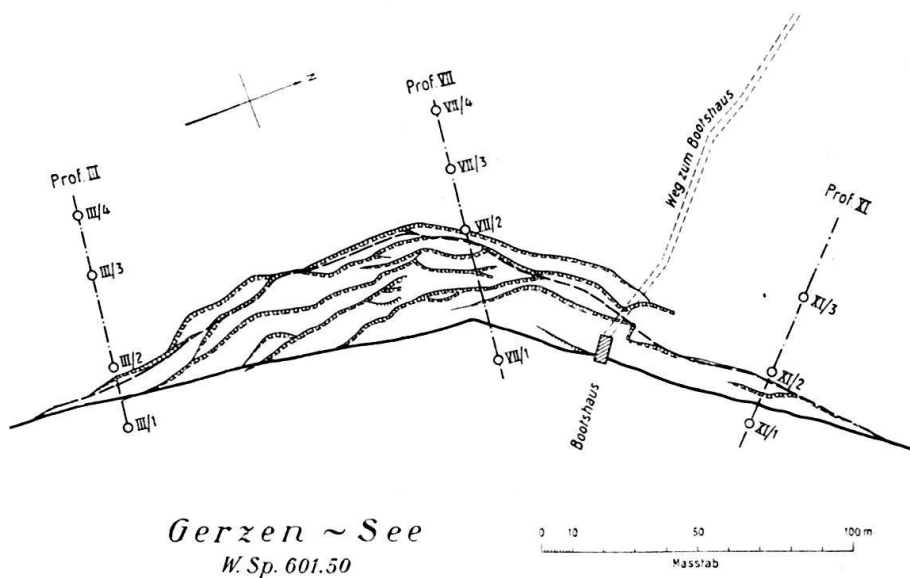 N
Prof. VII
VII/4
VII/3
VII/2
VII/1
Prof. III
III/4
III/3
III/2
III/1
Weg zum Bootshaus
Prof. XI
XI/3
XI/2
XI/1
Bootshaus
Gerzen ~ See
W. Sp. 601.50
0 10 50 100 m
Masstab